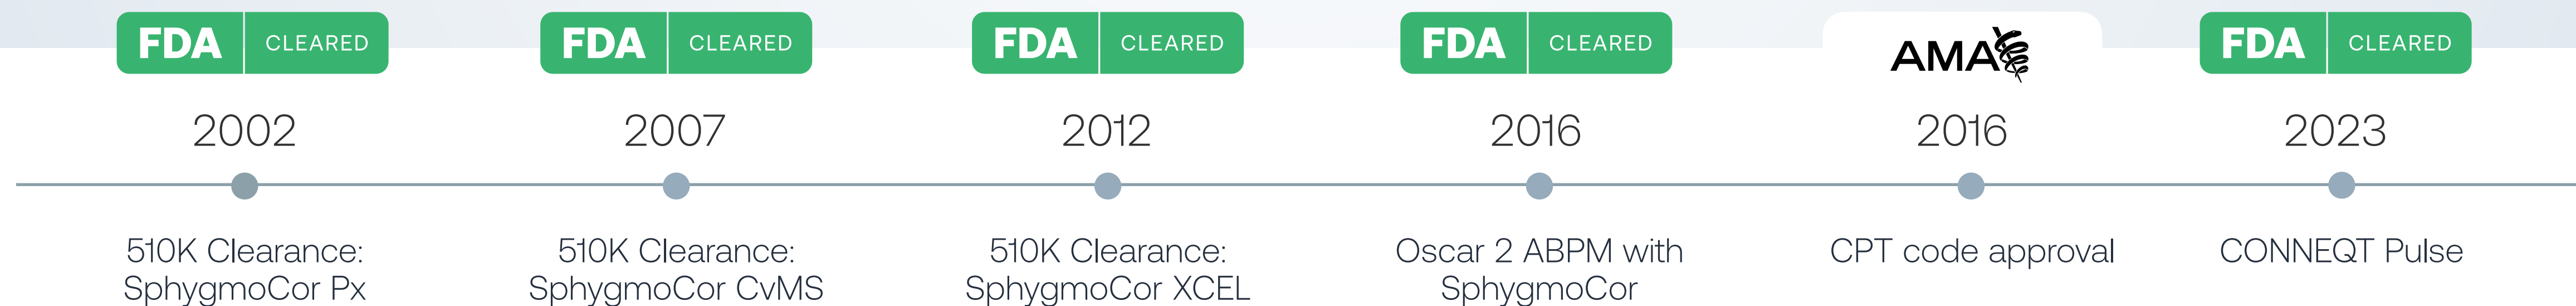 FDA CLEARED
FDA CLEARED
FDA CLEARED
FDA CLEARED
AMA
FDA CLEARED
2002
2007
2012
2016
2016
2023
510K Clearance:
SphygmoCor Px
510K Clearance:
SphygmoCor CvMS
510K Clearance:
SphygmoCor XCEL
Oscar 2 ABPM with
SphygmoCor
CPT code approval
CONNEQT Pulse